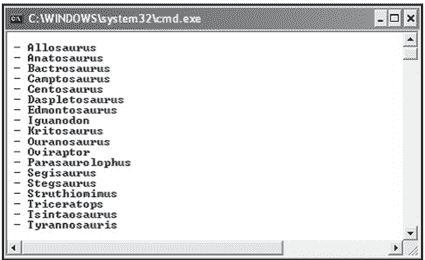 C:\WINDOWS\system32\cmd.exe
- Allosaurus
- Anatosaurus
- Bactrosaurus
- Camptosaurus
- Centosaurus
- Daspletosaurus
- Edmontosaurus
- Iguanodon
- Kritosaurus
- Ouranosaurus
- Oviraptor
- Parasaurolophus
- Segisaurus
- Stegsaurus
- Struthiomimus
- Triceratops
- Tsintaosaurus
- Tyrannosauris